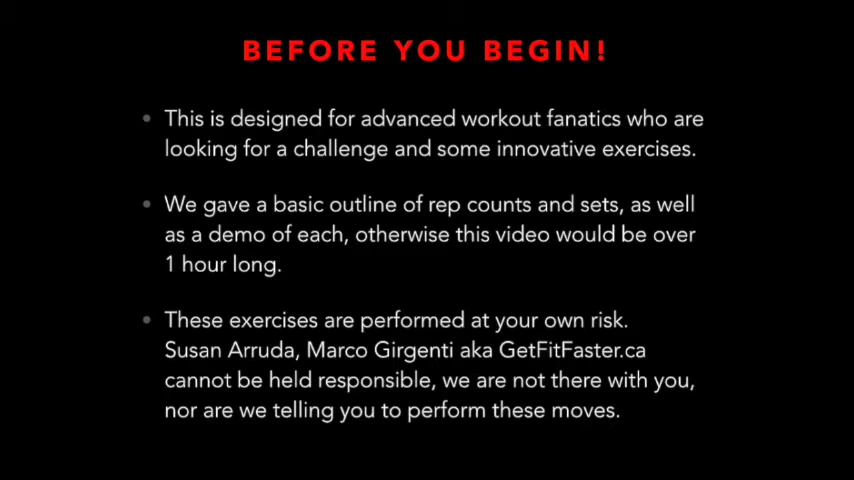 BEFORE YOU BEGIN!
• This is designed for advanced workout fanatics who are
looking for a challenge and some innovative exercises.
• We gave a basic outline of rep counts and sets, as well
as a demo of each, otherwise this video would be over
1 hour long.
• These exercises are performed at your own risk.
Susan Arruda, Marco Girgenti aka GetFitFaster.ca
cannot be held responsible, we are not there with you,
nor are we telling you to perform these moves.